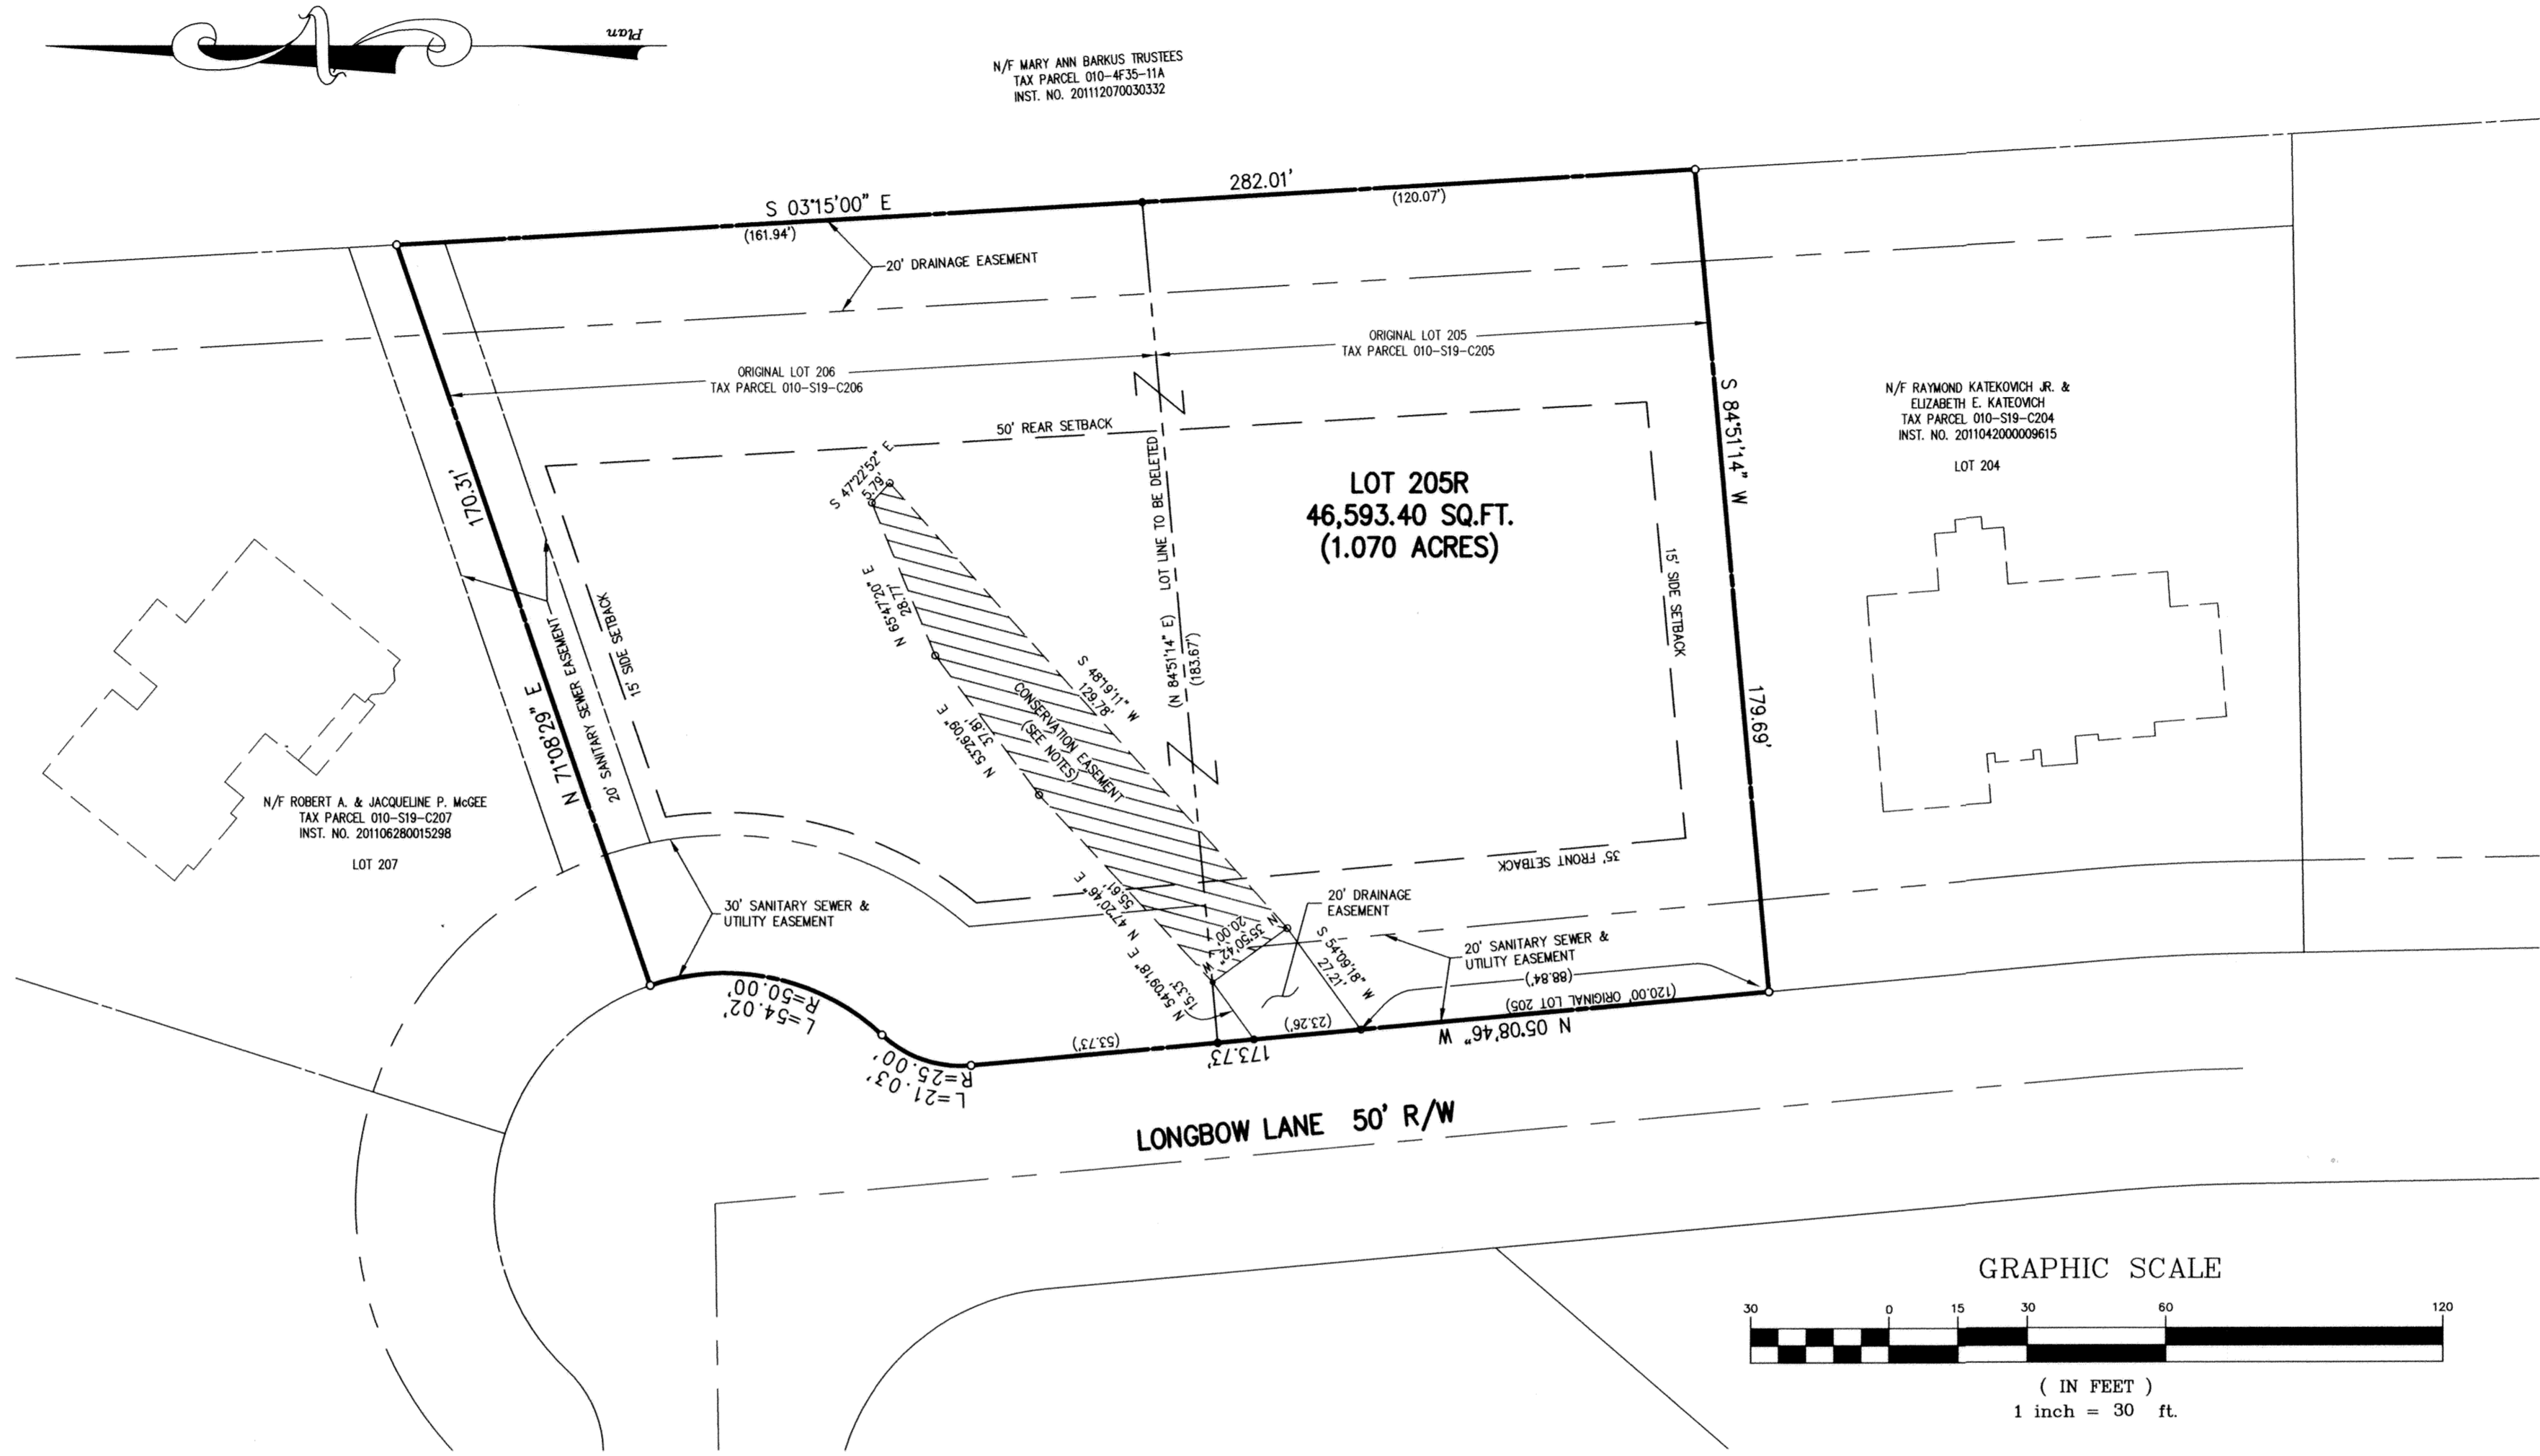 Plan
N/F MARY ANN BARKUS TRUSTEES
TAX PARCEL 010-4F35-11A
INST. NO. 201112070030332
S 03°15'00" E
282.01'
(161.94')
(120.07')
20' DRAINAGE EASEMENT
ORIGINAL LOT 206
TAX PARCEL 010-S19-C206
ORIGINAL LOT 205
TAX PARCEL 010-S19-C205
50' REAR SETBACK
LOT 205R
46,593.40 SQ.FT.
(1.070 ACRES)
S 84°51'14" W
179.69'
N/F RAYMOND KATEKOVICH JR. &
ELIZABETH E. KATEOVICH
TAX PARCEL 010-S19-C204
INST. NO. 2011042000009615
LOT 204
170.31'
N 71°08'29" E
20' SANITARY SEWER EASEMENT
15' SIDE SETBACK
S 47°22'52" E
5.79'
N 65°47'20" E
28.77'
N 53°26'09" E
37.81'
CONSERVATION EASEMENT
(SEE NOTES)
S 48°19'11" W
129.78'
(N 84°51'14" E)
LOT LINE TO BE DELETED
(183.67')
15' SIDE SETBACK
35' FRONT SETBACK
N/F ROBERT A. & JACQUELINE P. McGEE
TAX PARCEL 010-S19-C207
INST. NO. 201106280015298
LOT 207
30' SANITARY SEWER &
UTILITY EASEMENT
N 47°20'46" E
55.61'
N 35°50'42" W
20.00'
20' DRAINAGE
EASEMENT
S 54°09'18" W
27.21'
N 54°09'18" E
15.33'
20' SANITARY SEWER &
UTILITY EASEMENT
(88.84')
(120.00' ORIGINAL LOT 205)
(23.26')
(53.73')
N 05°08'46" W
173.73'
L=54.02'
R=50.00'
L=21.03'
R=25.00'
LONGBOW LANE 50' R/W
GRAPHIC SCALE
30 0 15 30 60 120
( IN FEET )
1 inch = 30 ft.